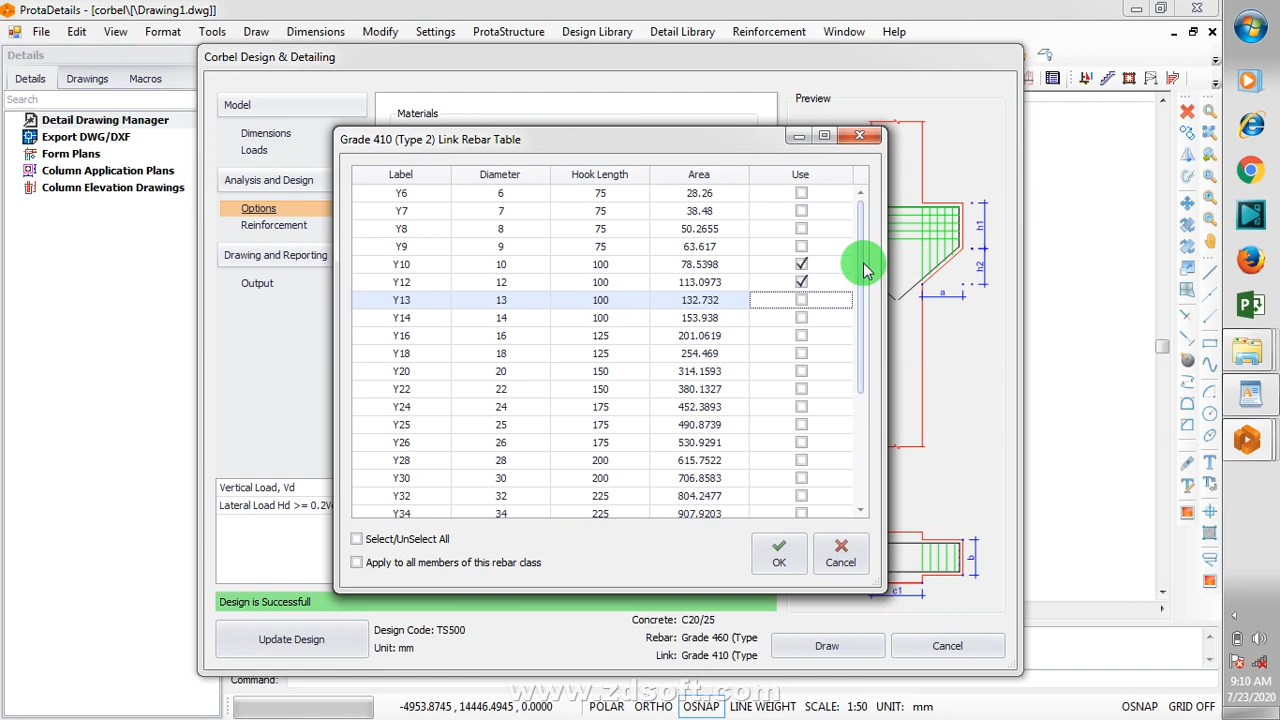 ProtaDetails - [corbel\[\Drawing1.dwg]]
File Edit View Format Tools Draw Dimensions Modify Settings ProtaStructure Design Library Detail Library Reinforcement Window Help
Details
Details Drawings Macros
Search
Detail Drawing Manager
Export DWG/DXF
Form Plans
Column Application Plans
Column Elevation Drawings
Corbel Design & Detailing
Model
Dimensions
Loads
Analysis and Design
Options
Reinforcement
Drawing and Reporting
Output
Materials
Preview
Grade 410 (Type 2) Link Rebar Table
Label Diameter Hook Length Area Use
Y6 6 75 28.26
Y7 7 75 38.48
Y8 8 75 50.2655
Y9 9 75 63.617
Y10 10 100 78.5398
Y12 12 100 113.0973
Y13 13 100 132.732
Y14 14 100 153.938
Y16 16 125 201.0619
Y18 18 125 254.469
Y20 20 150 314.1593
Y22 22 150 380.1327
Y24 24 175 452.3893
Y25 25 175 490.8739
Y26 26 175 530.9291
Y28 28 200 615.7522
Y30 30 200 706.8583
Y32 32 225 804.2477
Y34 34 225 907.9203
Select/UnSelect All
Apply to all members of this rebar class
OK Cancel
h1
h2
a
b
c1
Vertical Load, Vd
Lateral Load Hd >= 0.2V
Design is Successfull
Update Design
Design Code: TS500
Unit: mm
Concrete: C20/25
Rebar: Grade 460 (Type
Link: Grade 410 (Type
Draw Cancel
Command:
www.zdsoft.com
-4953.8745 , 14446.4945 , 0.0000 POLAR ORTHO OSNAP LINE WEIGHT SCALE: 1:50 UNIT: mm OSNAP GRID OFF
9:10 AM
7/23/2020